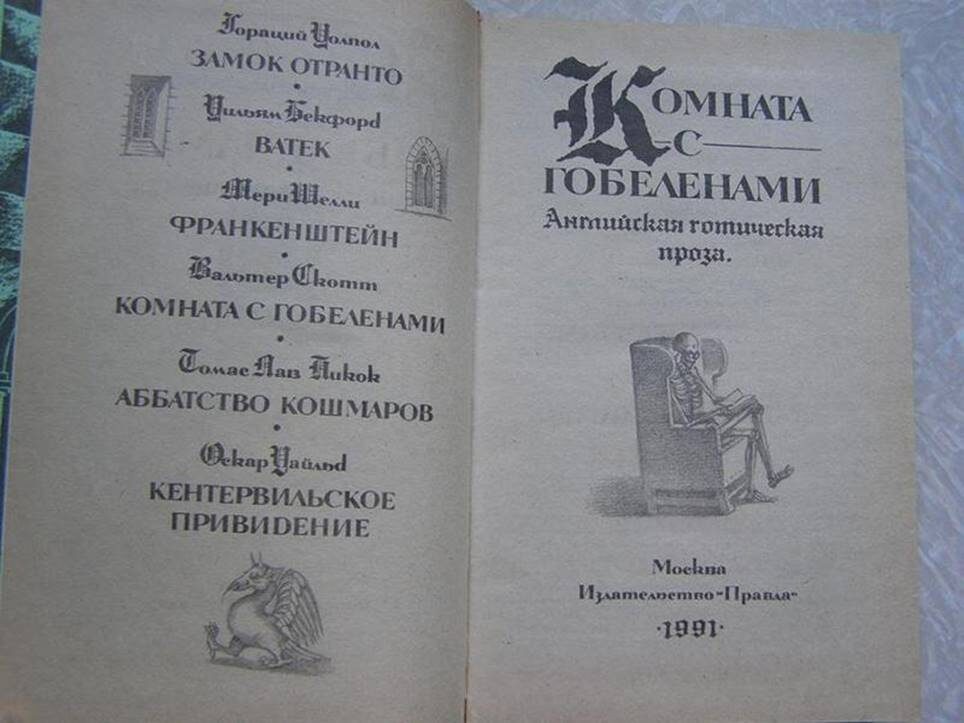 Гораций Уолпол
ЗАМОК ОТРАНТО
•
Уильям Бекфорд
ВАТЕК
•
Мери Шелли
ФРАНКЕНШТЕЙН
•
Вальтер Скотт
КОМНАТА С ГОБЕЛЕНАМИ
•
Томас Лав Пикок
АББАТСТВО КОШМАРОВ
•
Оскар Уайльд
КЕНТЕРВИЛЬСКОЕ
ПРИВИДЕНИЕ
КОМНАТА
С
ГОБЕЛЕНАМИ
Английская готическая
проза.
Москва
Издательство «Правда»
·1991·